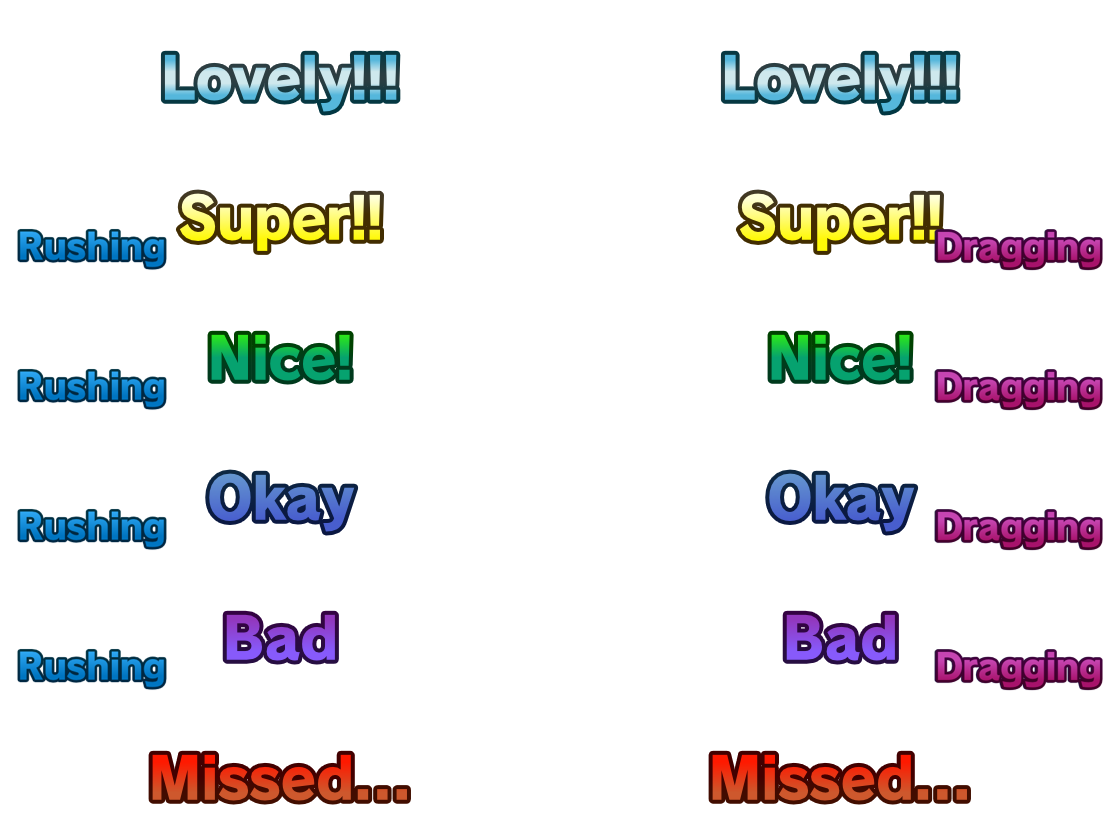 Lovely!!! Lovely!!!
Super!! Super!!
Rushing Dragging
Nice! Nice!
Rushing Dragging
Okay Okay
Rushing Dragging
Bad Bad
Rushing Dragging
Missed... Missed...